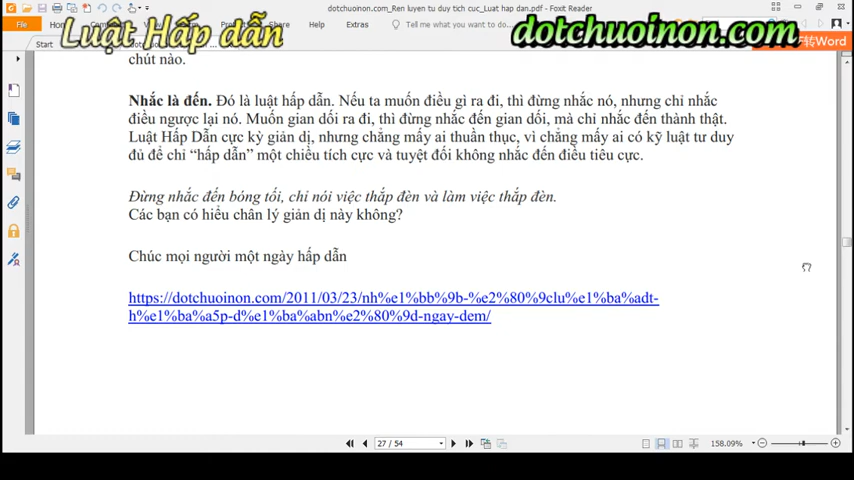 dotchuoinon.com_Ren luyen tu duy tich cuc_Luat hap dan.pdf - Foxit Reader
File
Help
Extras
Tell me what you want to do...
Luật Hấp dẫn
dotchuoinon.com
转Word
Start
chút nào.
Nhắc là đến. Đó là luật hấp dẫn. Nếu ta muốn điều gì ra đi, thì đừng nhắc nó, nhưng chỉ nhắc
điều ngược lại nó. Muốn gian dối ra đi, thì đừng nhắc đến gian dối, mà chỉ nhắc đến thành thật.
Luật Hấp Dẫn cực kỳ giản dị, nhưng chẳng mấy ai thuần thục, vì chẳng mấy ai có kỹ luật tư duy
đủ để chỉ “hấp dẫn” một chiều tích cực và tuyệt đối không nhắc đến điều tiêu cực.
Đừng nhắc đến bóng tối, chỉ nói việc thắp đèn và làm việc thắp đèn.
Các bạn có hiểu chân lý giản dị này không?
Chúc mọi người một ngày hấp dẫn
https://dotchuoinon.com/2011/03/23/nh%e1%bb%9b-%e2%80%9clu%e1%ba%adt-
h%e1%ba%a5p-d%e1%ba%abn%e2%80%9d-ngay-dem/
27 / 54
158.09%